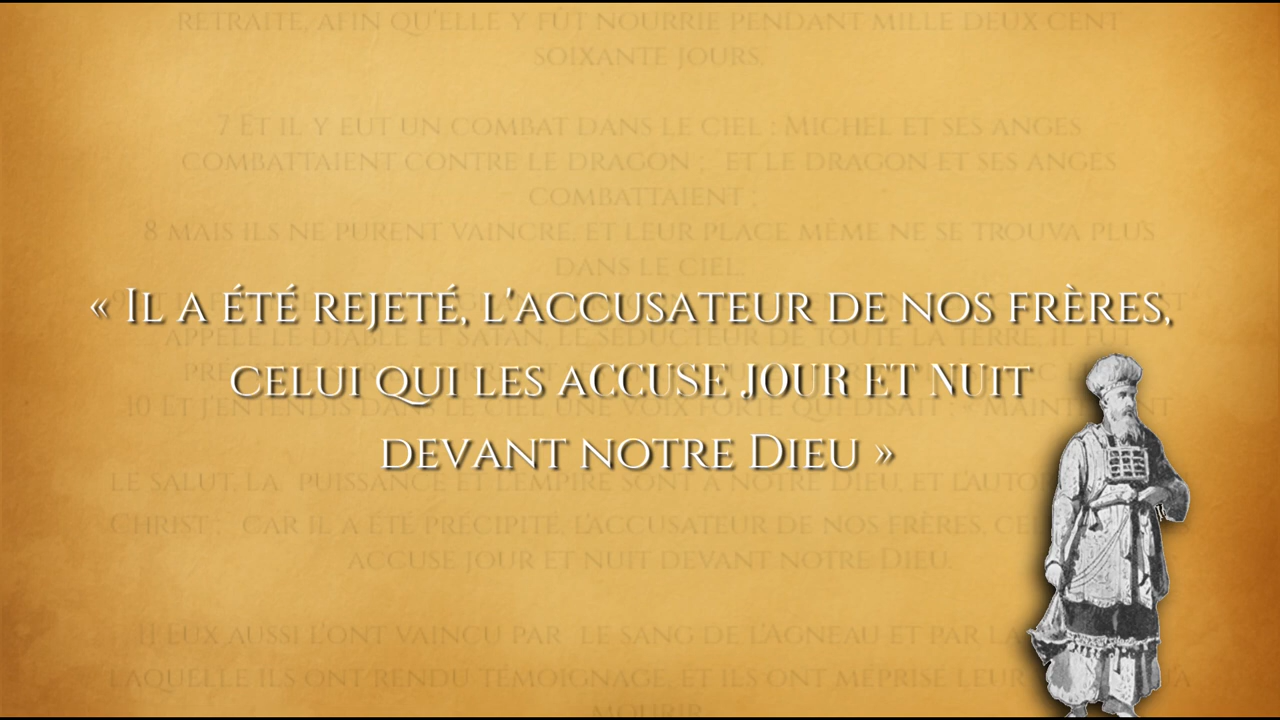 RETRAITE, AFIN QU'ELLE Y FÛT NOURRIE PENDANT MILLE DEUX CENT
SOIXANTE JOURS.
7 ET IL Y EUT UN COMBAT DANS LE CIEL : MICHEL ET SES ANGES
COMBATTAIENT CONTRE LE DRAGON ; ET LE DRAGON ET SES ANGES
COMBATTAIENT ;
8 MAIS ILS NE PURENT VAINCRE, ET LEUR PLACE MÊME NE SE TROUVA PLUS
DANS LE CIEL.
« IL A ÉTÉ REJETÉ, L'ACCUSATEUR DE NOS FRÈRES,
APPELÉ LE DIABLE ET SATAN, LE SÉDUCTEUR DE TOUTE LA TERRE, IL FUT
CELUI QUI LES ACCUSE JOUR ET NUIT
10 ET J'ENTENDIS DANS LE CIEL UNE VOIX FORTE QUI DISAIT : « MAINTENANT
DEVANT NOTRE DIEU »
LE SALUT, LA PUISSANCE ET L'EMPIRE SONT À NOTRE DIEU, ET
CHRIST ; CAR IL A ÉTÉ PRÉCIPITÉ, L'ACCUSATEUR DE NOS FRÈRES,
ACCUSE JOUR ET NUIT DEVANT NOTRE DIEU.
11 EUX AUSSI L'ONT VAINCU PAR LE SANG DE L'AGNEAU ET PAR LA
LAQUELLE ILS ONT RENDU TÉMOIGNAGE, ET ILS ONT MÉPRISÉ LEUR
MOURIR